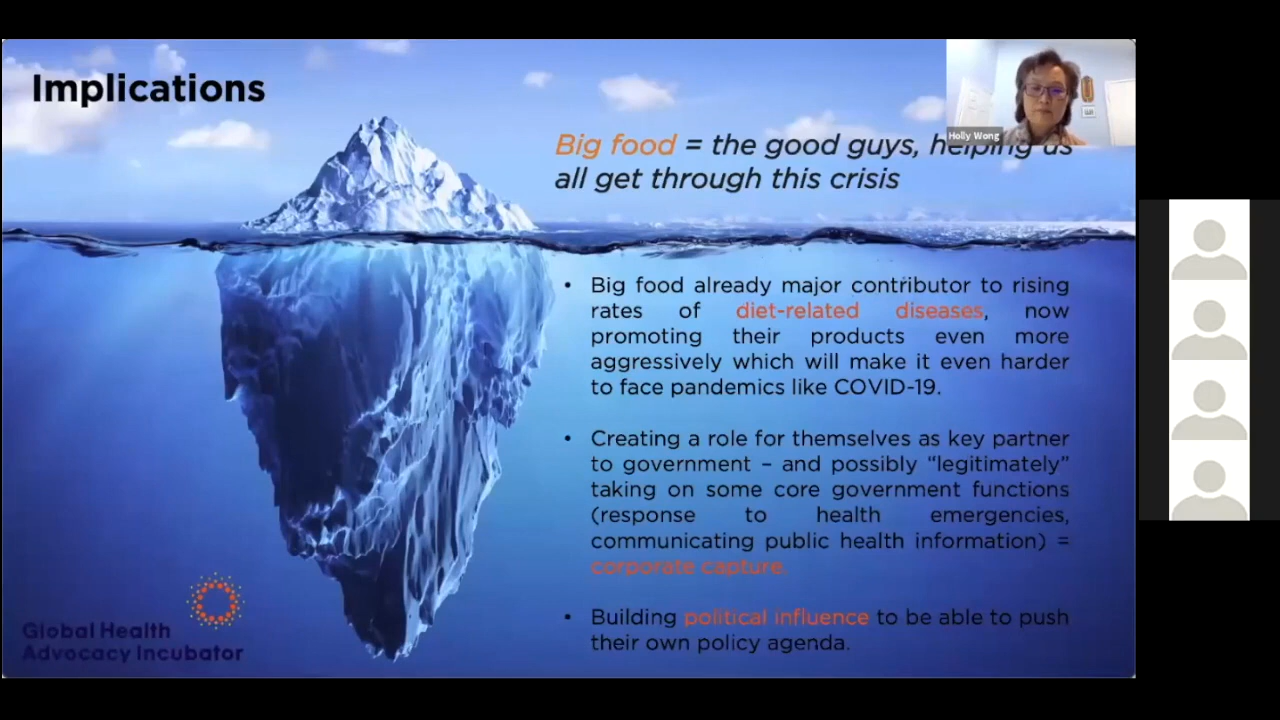 Implications
Holly Wong
Big food = the good guys, helping us
all get through this crisis
• Big food already major contributor to rising
rates of diet-related diseases, now
promoting their products even more
aggressively which will make it even harder
to face pandemics like COVID-19.
• Creating a role for themselves as key partner
to government – and possibly “legitimately”
taking on some core government functions
(response to health emergencies,
communicating public health information) =
corporate capture.
• Building political influence to be able to push
their own policy agenda.
Global Health
Advocacy Incubator